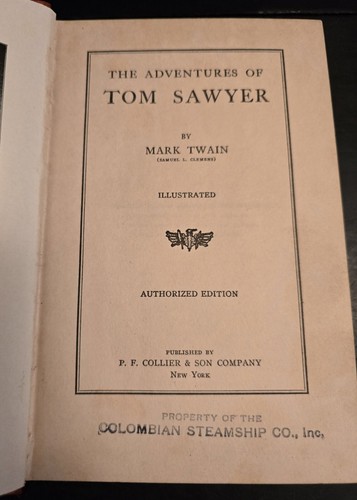 THE ADVENTURES OF
TOM SAWYER
BY
MARK TWAIN
(SAMUEL L. CLEMENS)
ILLUSTRATED
AUTHORIZED EDITION
PUBLISHED BY
P. F. COLLIER & SON COMPANY
NEW YORK
PROPERTY OF THE
COLOMBIAN STEAMSHIP CO., Inc,